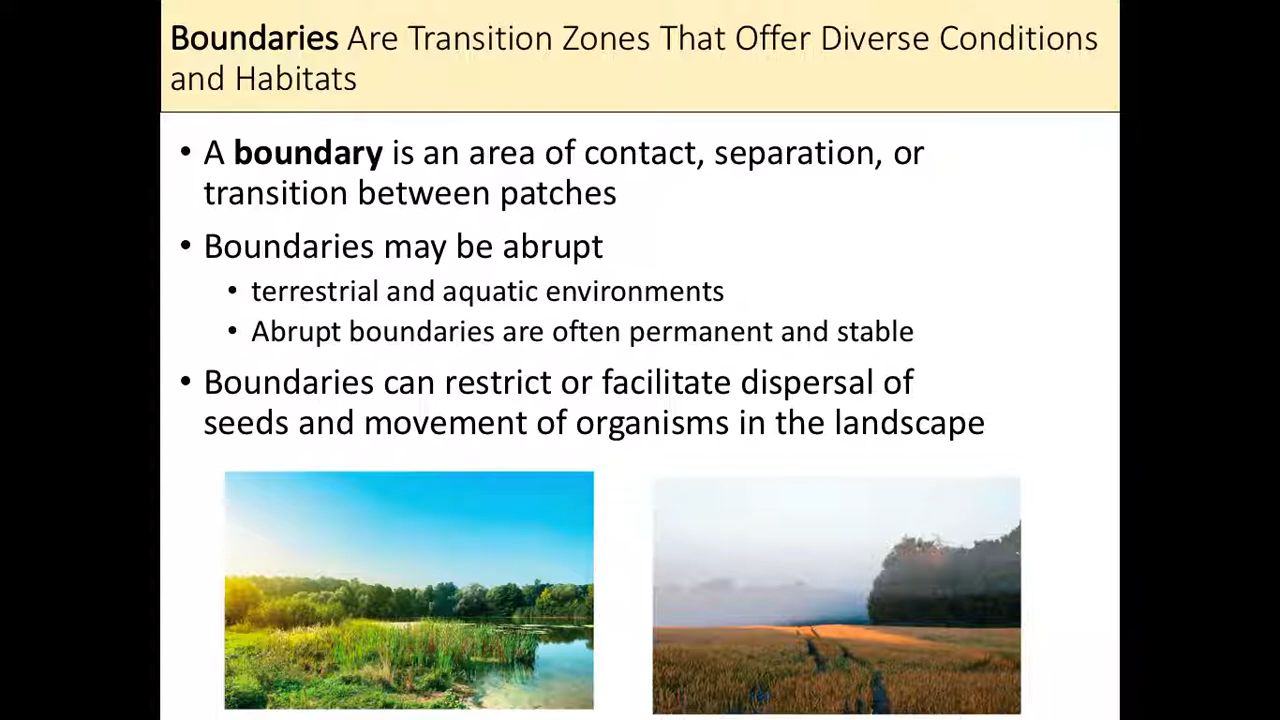 Boundaries Are Transition Zones That Offer Diverse Conditions
and Habitats
• A boundary is an area of contact, separation, or
transition between patches
• Boundaries may be abrupt
• terrestrial and aquatic environments
• Abrupt boundaries are often permanent and stable
• Boundaries can restrict or facilitate dispersal of
seeds and movement of organisms in the landscape